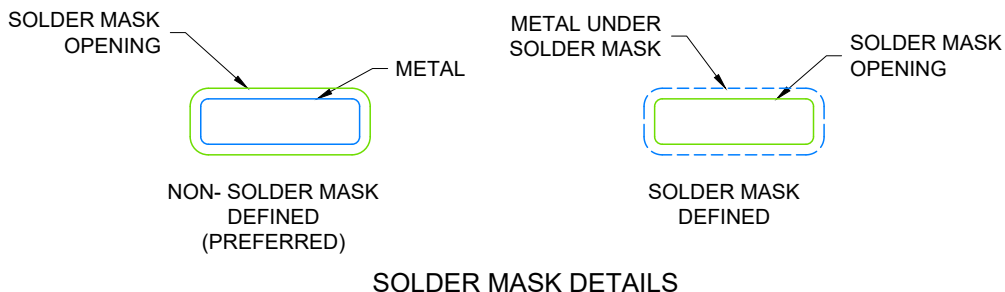 SOLDER MASK
OPENING
METAL
NON- SOLDER MASK
DEFINED
(PREFERRED)
METAL UNDER
SOLDER MASK
SOLDER MASK
OPENING
SOLDER MASK
DEFINED
SOLDER MASK DETAILS